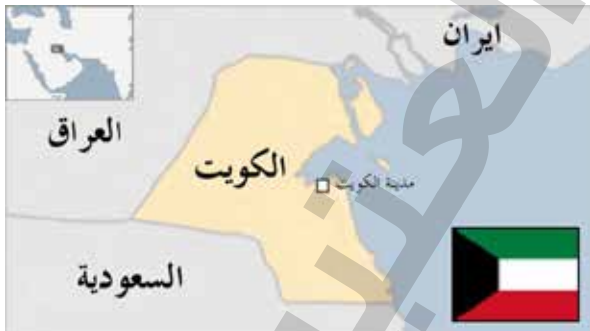 ايران
العراق
الكويت
مدينة الكويت
السعودية